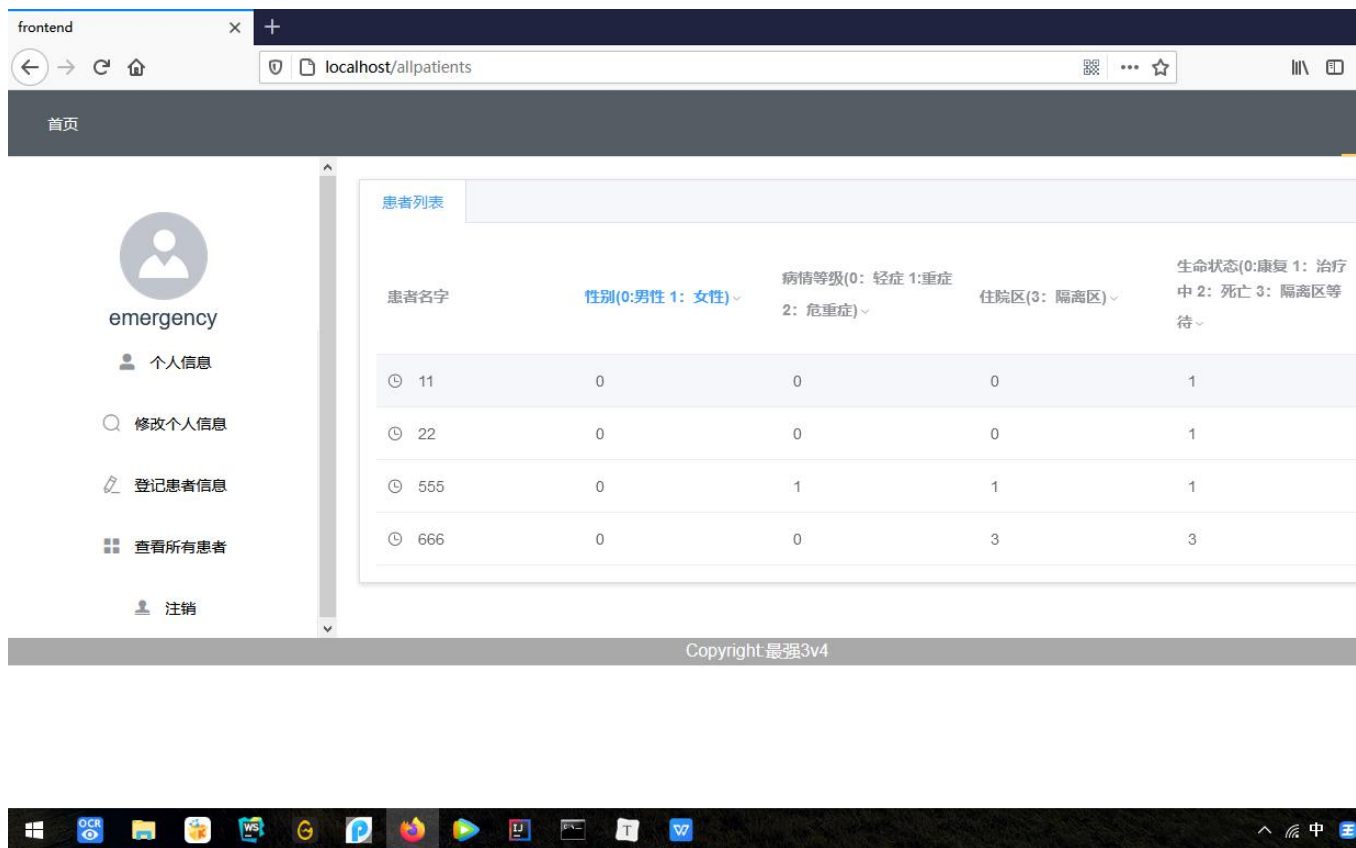 frontend
localhost/allpatients
首页
emergency
个人信息
修改个人信息
登记患者信息
查看所有患者
注销
患者列表
患者名字
性别(0:男性 1：女性)
病情等级(0：轻症 1:重症
2：危重症)
住院区(3：隔离区)
生命状态(0:康复 1：治疗
中 2：死亡 3：隔离区等
待
11 0 0 0 1
22 0 0 0 1
555 0 1 1 1
666 0 0 3 3
Copyright:最强3v4
OCR
WS
IJ
T
中